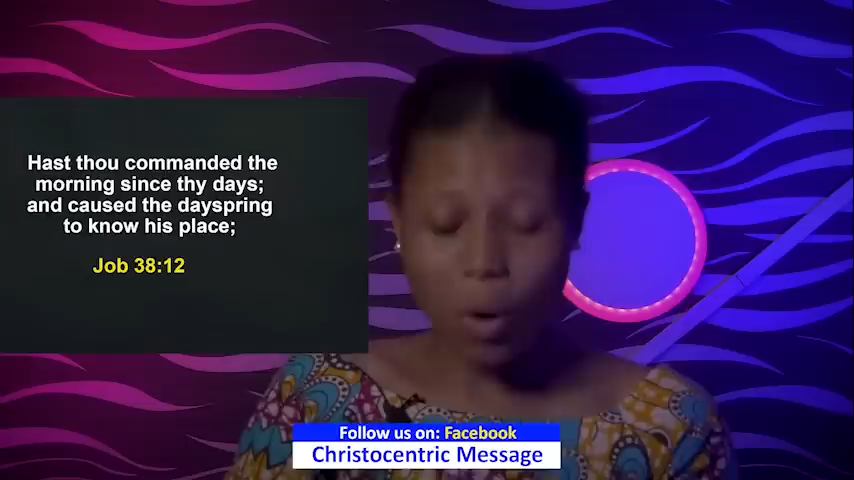 Hast thou commanded the
morning since thy days;
and caused the dayspring
to know his place;
Job 38:12
Follow us on: Facebook
Christocentric Message